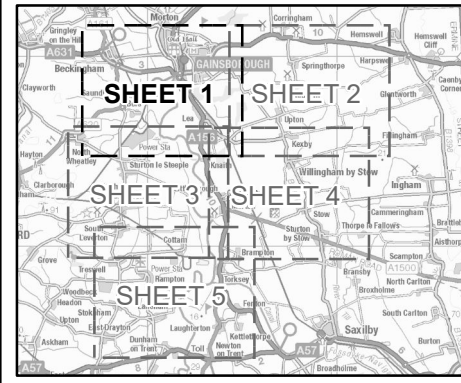 Morton
Corringham
Gringley
on the Hill
A631
Hemswell
Hemswell
Cliff
Beckingham
GAINSBOROUGH
Springthorpe
Harpswell
Clayworth
SHEET 1
SHEET 2
Glentworth
Caenby
Corner
Lea
A156
Upton
Fillingham
Hayton
North
Wheatley
Power Sta
Kexby
Sturton le Steeple
Knaith
Willingham by Stow
Clarborough
SHEET 3
SHEET 4
Ingham
Stow
Cammeringham
South
Leverton
Cottam
Sturton
by Stow
Thorpe le Fallows
Grove
Treswell
Power Sta
Rampton
Brampton
Bransby
Scampton
A1500
Torksey
North Carlton
Broxholme
Headon
SHEET 5
Upton
Stokham
Fenton
South Carlton
East Drayton
Laughterton
Kettlethorpe
Saxilby
Askham
Dunham
on Trent
Toll
Newton
on Trent
Burton
A57
A57
2
Broadholme